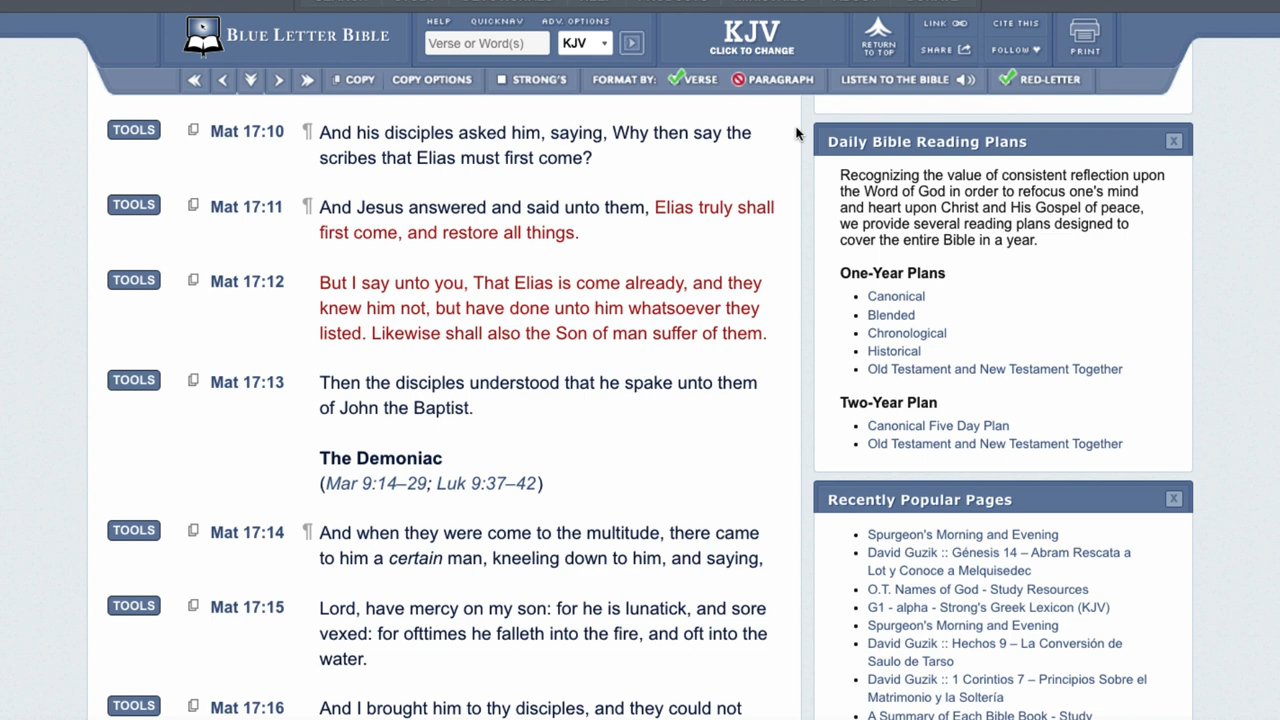 HELP QUICKNAV ADV. OPTIONS
BLUE LETTER BIBLE
Verse or Word(s)
KJV
KJV
CLICK TO CHANGE
RETURN
TO TOP
LINK
SHARE
CITE THIS
FOLLOW
PRINT
COPY COPY OPTIONS STRONG'S FORMAT BY: VERSE PARAGRAPH LISTEN TO THE BIBLE RED-LETTER
TOOLS Mat 17:10 ¶ And his disciples asked him, saying, Why then say the
scribes that Elias must first come?
TOOLS Mat 17:11 ¶ And Jesus answered and said unto them, Elias truly shall
first come, and restore all things.
TOOLS Mat 17:12 But I say unto you, That Elias is come already, and they
knew him not, but have done unto him whatsoever they
listed. Likewise shall also the Son of man suffer of them.
TOOLS Mat 17:13 Then the disciples understood that he spake unto them
of John the Baptist.
The Demoniac
(Mar 9:14–29; Luk 9:37–42)
TOOLS Mat 17:14 ¶ And when they were come to the multitude, there came
to him a certain man, kneeling down to him, and saying,
TOOLS Mat 17:15 Lord, have mercy on my son: for he is lunatick, and sore
vexed: for ofttimes he falleth into the fire, and oft into the
water.
TOOLS Mat 17:16 And I brought him to thy disciples, and they could not
Daily Bible Reading Plans X
Recognizing the value of consistent reflection upon
the Word of God in order to refocus one's mind
and heart upon Christ and His Gospel of peace,
we provide several reading plans designed to
cover the entire Bible in a year.
One-Year Plans
• Canonical
• Blended
• Chronological
• Historical
• Old Testament and New Testament Together
Two-Year Plan
• Canonical Five Day Plan
• Old Testament and New Testament Together
Recently Popular Pages X
• Spurgeon's Morning and Evening
• David Guzik :: Génesis 14 – Abram Rescata a
Lot y Conoce a Melquisedec
• O.T. Names of God - Study Resources
• G1 - alpha - Strong's Greek Lexicon (KJV)
• Spurgeon's Morning and Evening
• David Guzik :: Hechos 9 – La Conversión de
Saulo de Tarso
• David Guzik :: 1 Corintios 7 – Principios Sobre el
Matrimonio y la Soltería
• A Summary of Each Bible Book - Study